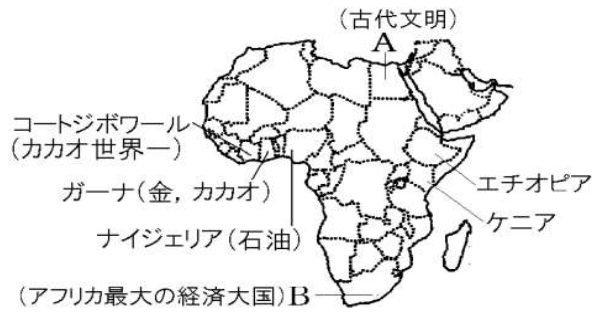 (古代文明)
A
コートジボワール
(カカオ世界一)
ガーナ(金, カカオ)
エチオピア
ケニア
ナイジェリア(石油)
(アフリカ最大の経済大国)B